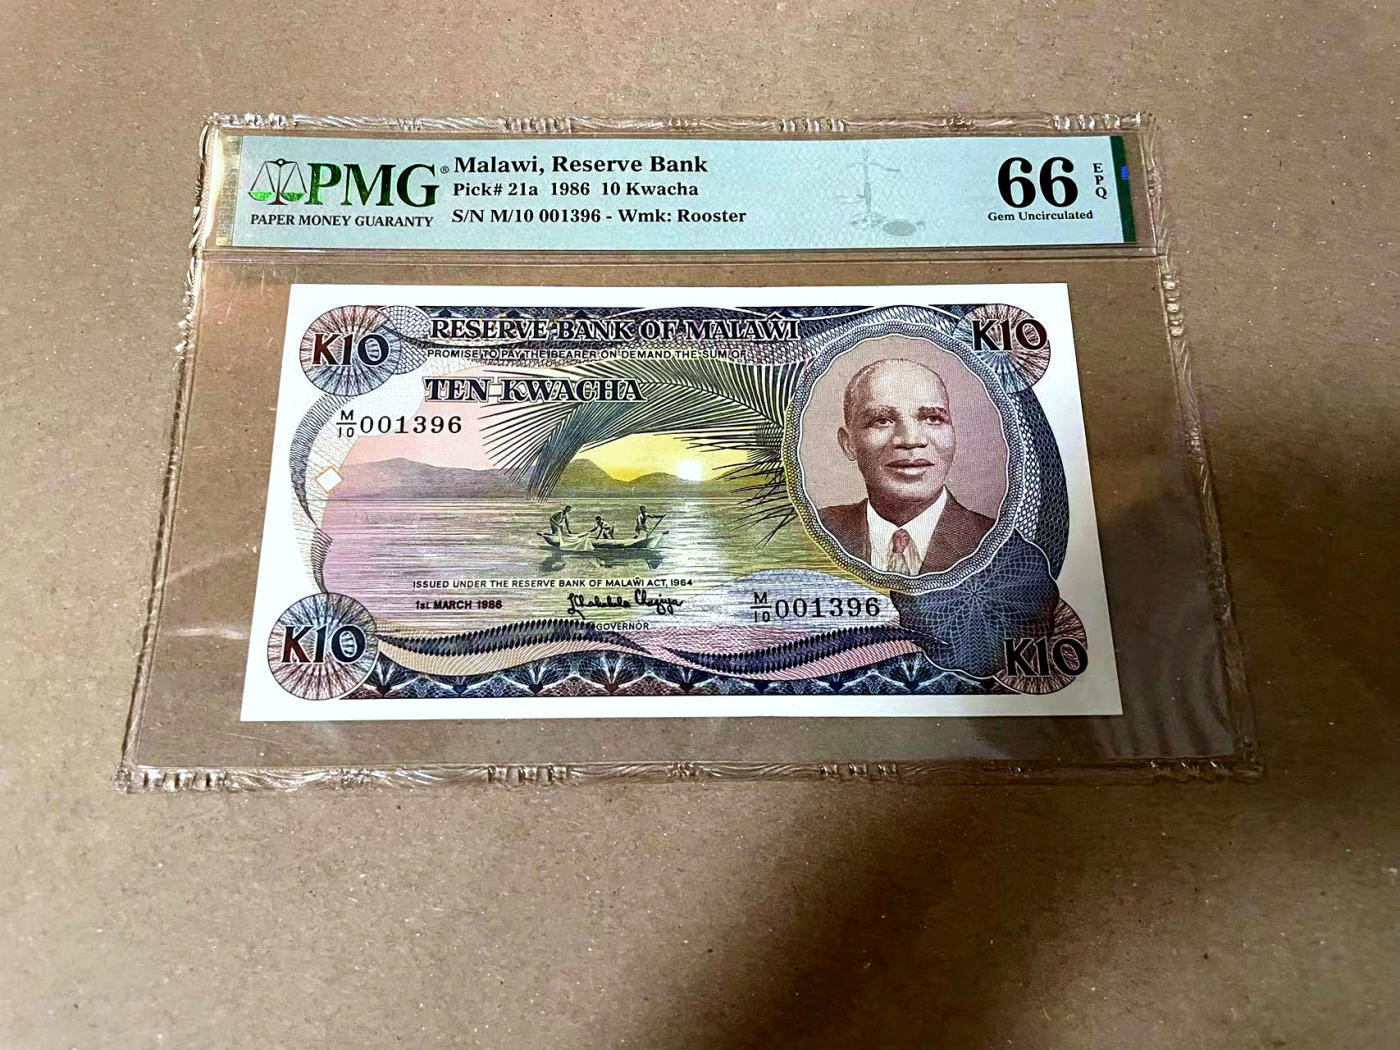 PMG®
PAPER MONEY GUARANTY
Malawi, Reserve Bank
Pick# 21a 1986 10 Kwacha
S/N M/10 001396 - Wmk: Rooster
66 EPQ
Gem Uncirculated
K10 RESERVE BANK OF MALAŴI K10
PROMISE TO PAY THE BEARER ON DEMAND THE SUM OF
TEN KWACHA
M/10 001396
ISSUED UNDER THE RESERVE BANK OF MALAŴI ACT, 1964
1st MARCH 1986
M/10 001396
GOVERNOR
K10 K10